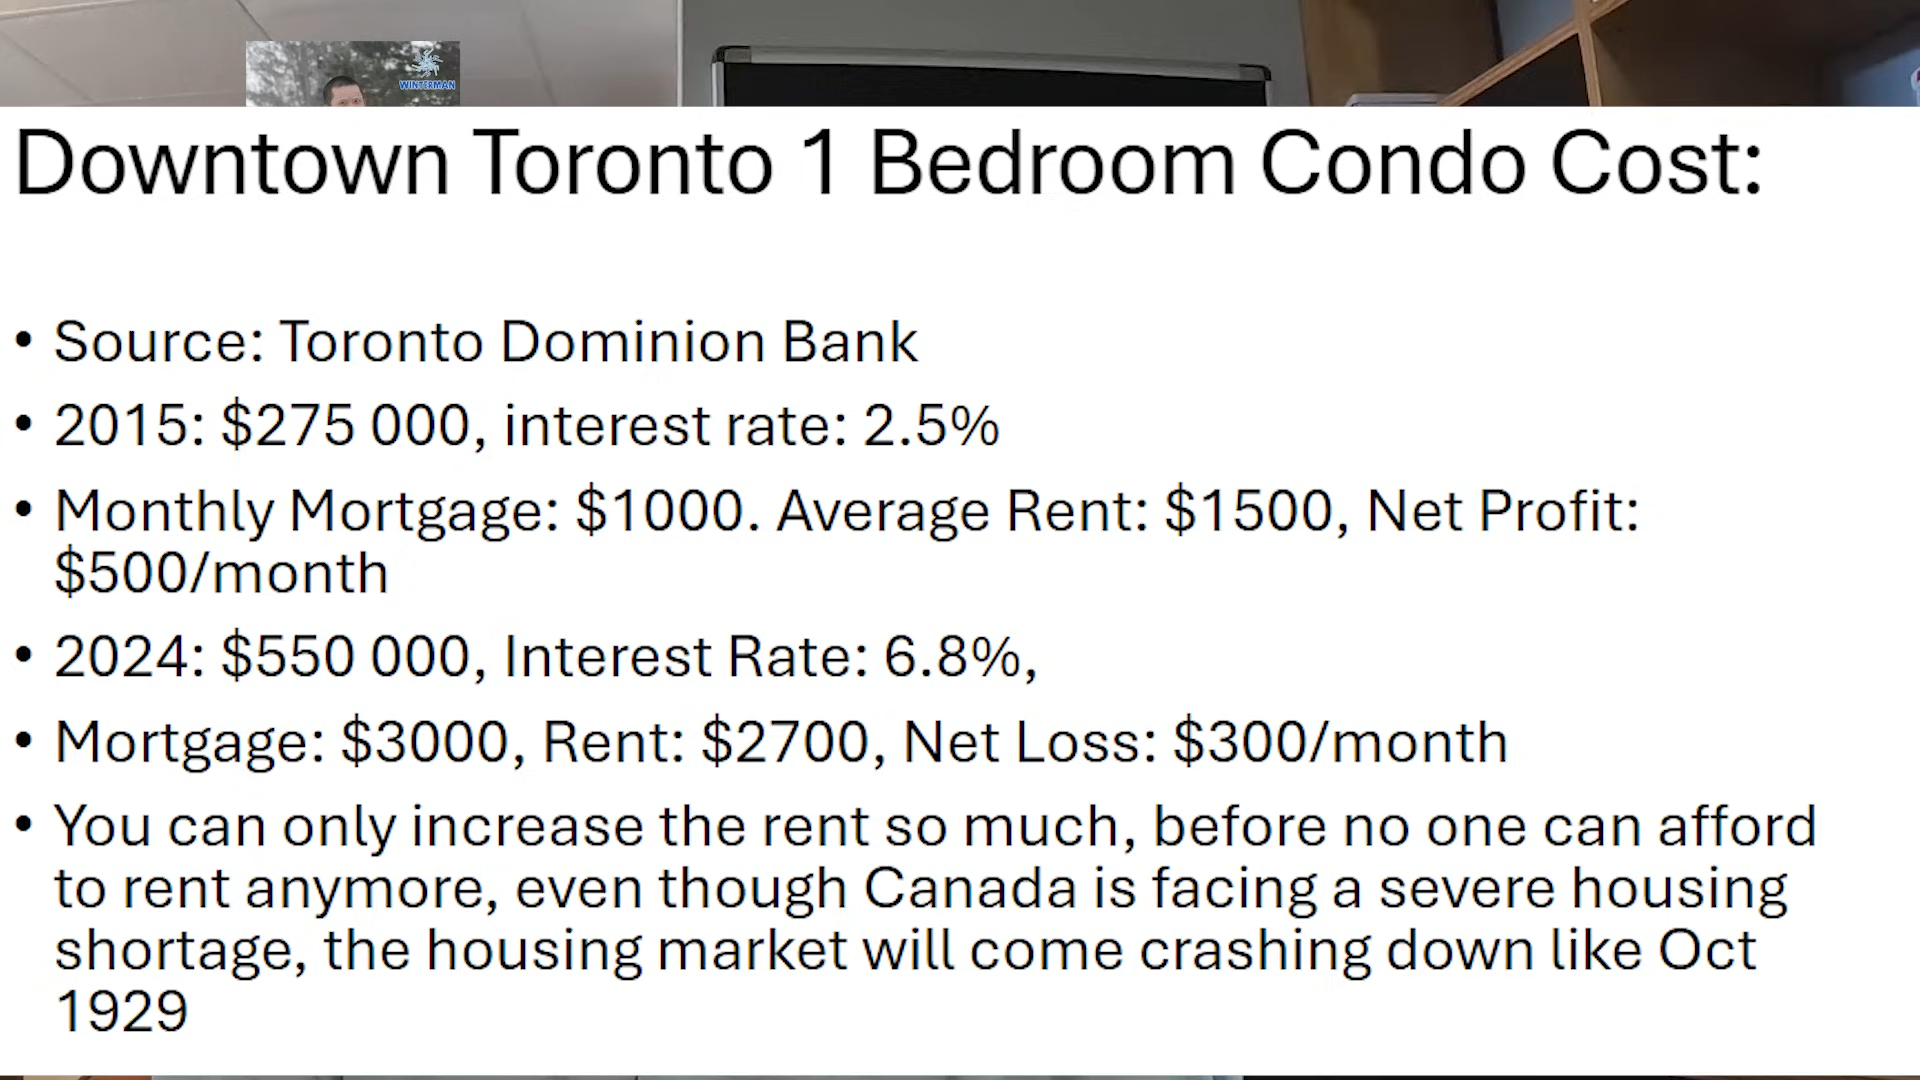 WINTERMAN
Downtown Toronto 1 Bedroom Condo Cost:
• Source: Toronto Dominion Bank
• 2015: $275 000, interest rate: 2.5%
• Monthly Mortgage: $1000. Average Rent: $1500, Net Profit:
$500/month
• 2024: $550 000, Interest Rate: 6.8%,
• Mortgage: $3000, Rent: $2700, Net Loss: $300/month
• You can only increase the rent so much, before no one can afford
to rent anymore, even though Canada is facing a severe housing
shortage, the housing market will come crashing down like Oct
1929